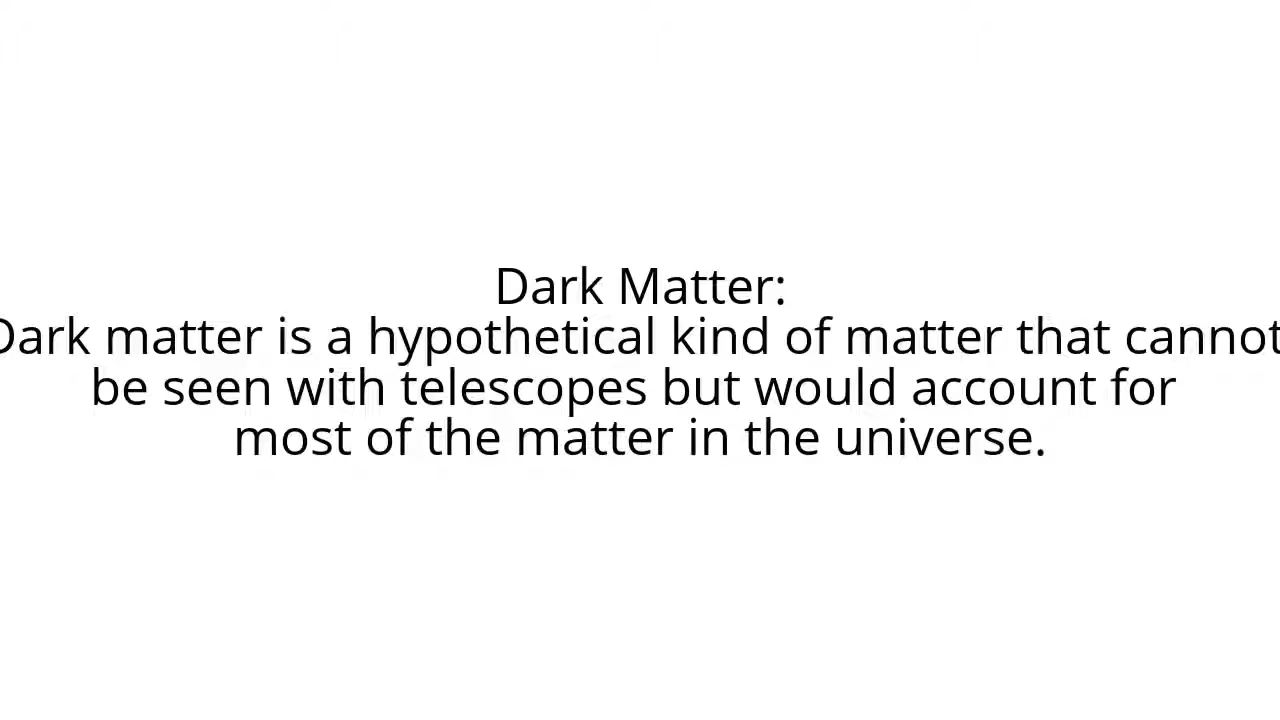 Dark Matter:
Dark matter is a hypothetical kind of matter that cannot
be seen with telescopes but would account for
most of the matter in the universe.